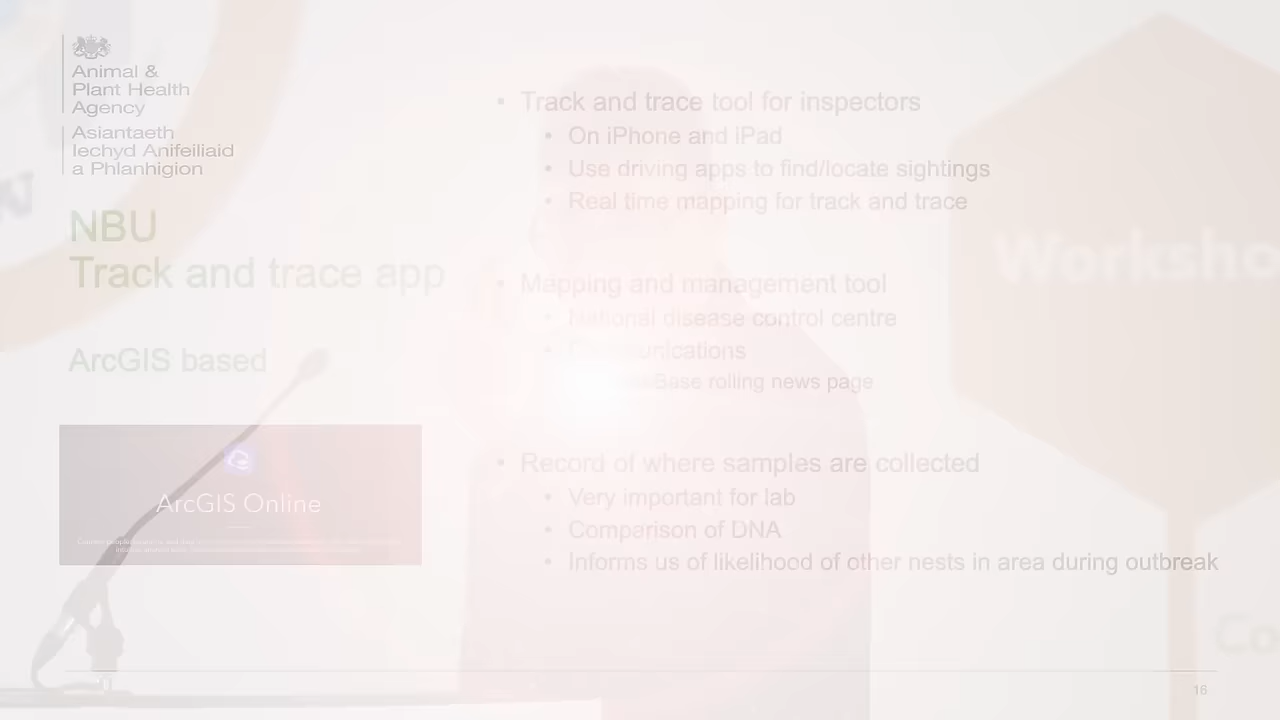 Animal &
Plant Health
Agency
Asiantaeth
Iechyd Anifeiliaid
a Phlanhigion
NBU
Track and trace app
ArcGIS based
ArcGIS Online
▪ Track and trace tool for inspectors
• On iPhone and iPad
• Use driving apps to find/locate sightings
• Real time mapping for track and trace
▪ Mapping and management tool
• National disease control centre
• Communications
Base rolling news page
▪ Record of where samples are collected
• Very important for lab
• Comparison of DNA
• Informs us of likelihood of other nests in area during outbreak
Worksho
Co
16